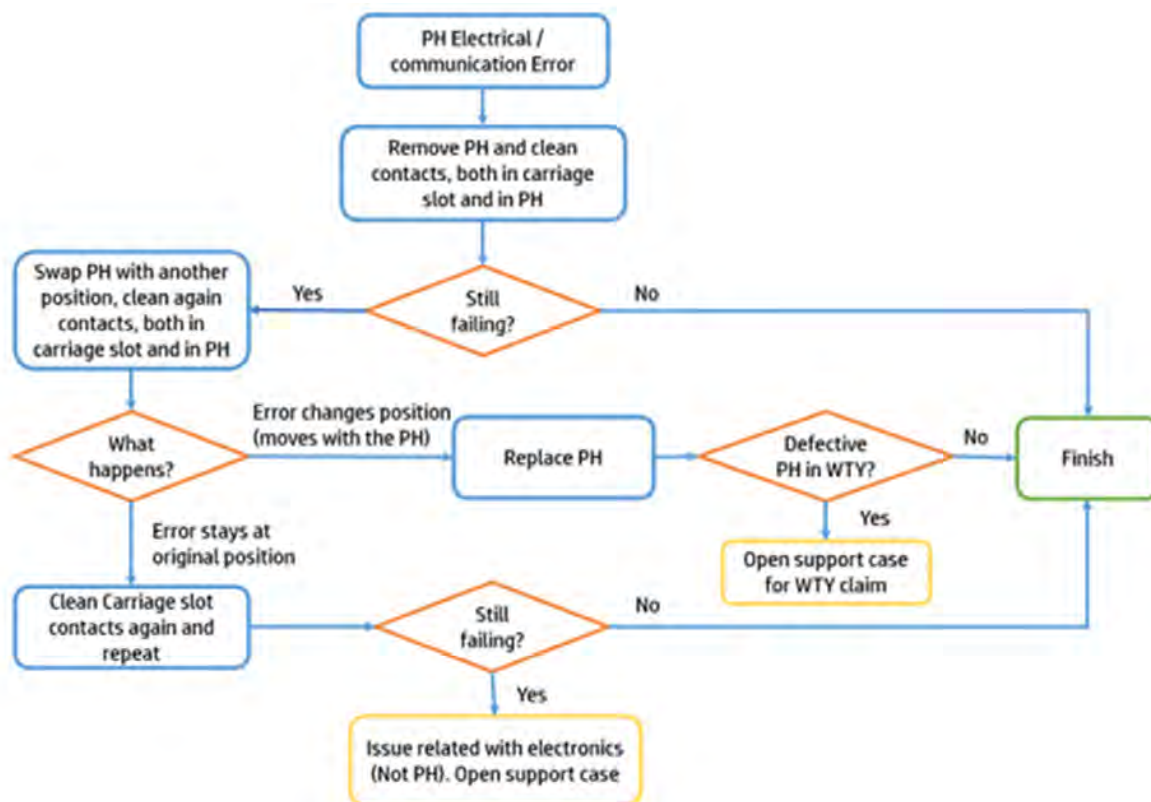 PH Electrical /
communication Error
Remove PH and clean
contacts, both in carriage
slot and in PH
Swap PH with another
position, clean again
contacts, both in
carriage slot and in PH
Yes
Still
failing?
No
What
happens?
Error changes position
(moves with the PH)
Replace PH
Defective
PH in WTY?
No
Finish
Yes
Open support case
for WTY claim
Error stays at
original position
Clean Carriage slot
contacts again and
repeat
Still
failing?
No
Yes
Issue related with electronics
(Not PH). Open support case